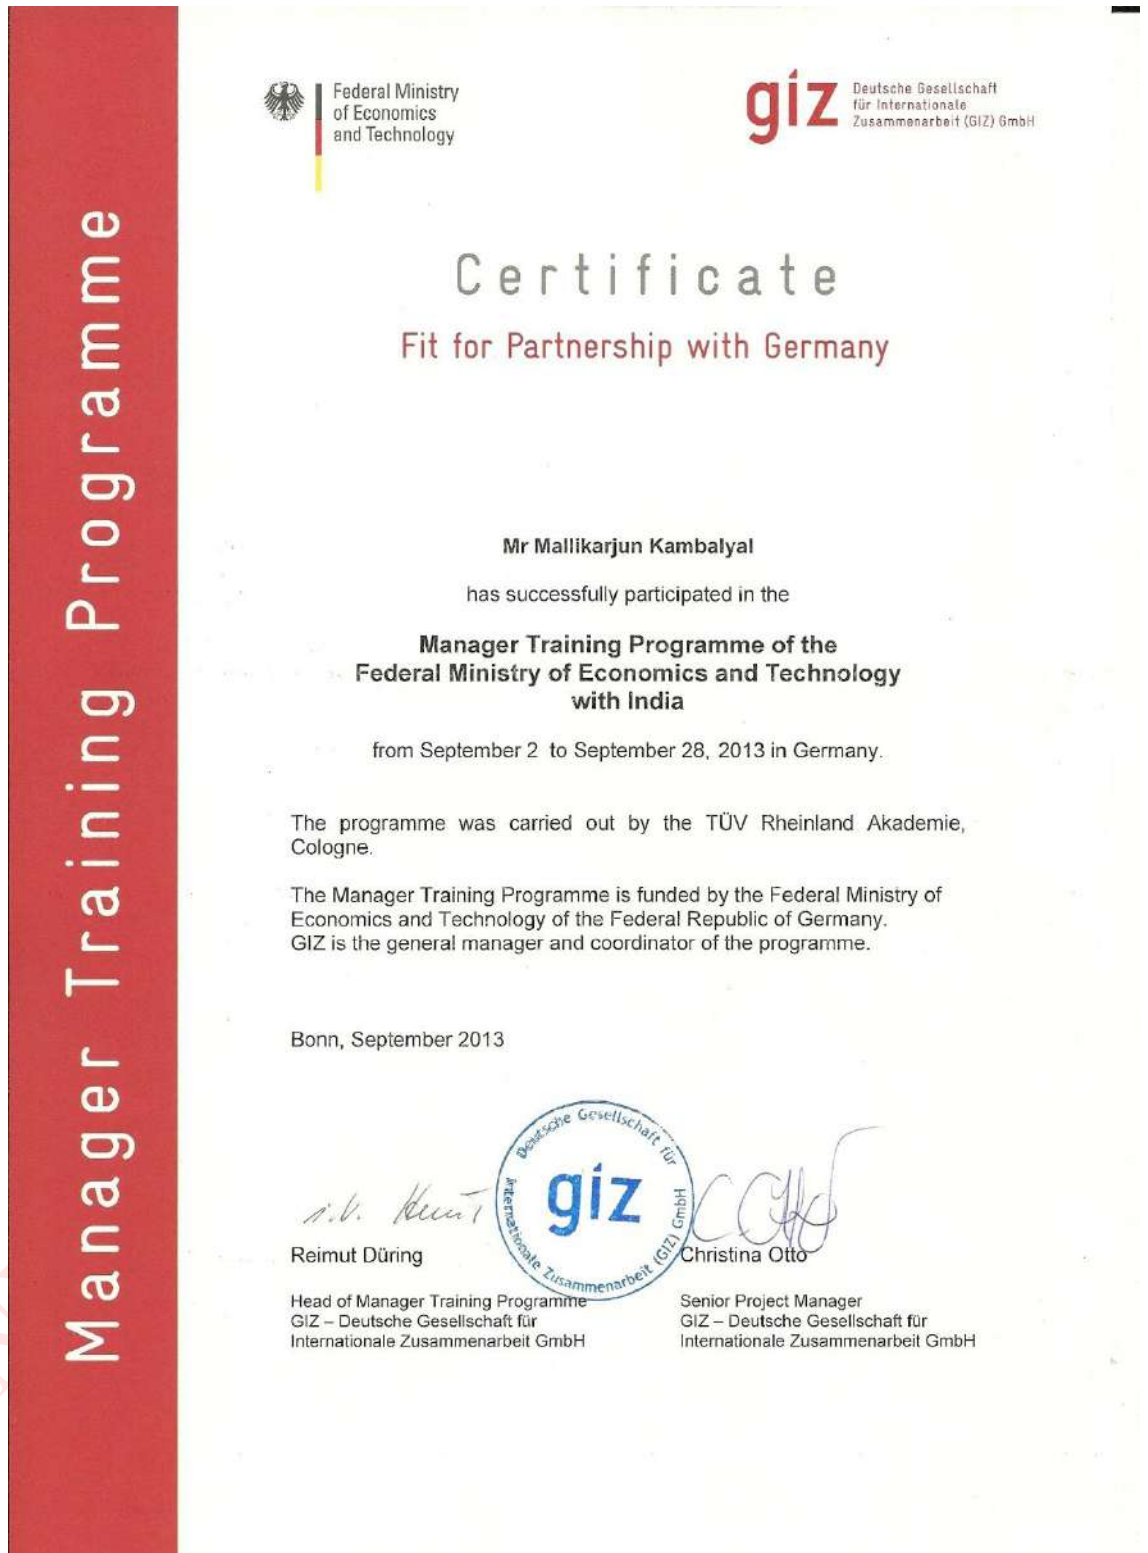 Manager Training Programme
Federal Ministry
of Economics
and Technology
giz
Deutsche Gesellschaft
für Internationale
Zusammenarbeit (GIZ) GmbH
Certificate
Fit for Partnership with Germany
Mr Mallikarjun Kambalyal
has successfully participated in the
Manager Training Programme of the
Federal Ministry of Economics and Technology
with India
from September 2 to September 28, 2013 in Germany.
The programme was carried out by the TÜV Rheinland Akademie,
Cologne.
The Manager Training Programme is funded by the Federal Ministry of
Economics and Technology of the Federal Republic of Germany.
GIZ is the general manager and coordinator of the programme.
Bonn, September 2013
Deutsche Gesellschaft für
Internationale Zusammenarbeit (GIZ) GmbH
giz
Reimut Düring
Head of Manager Training Programme
GIZ – Deutsche Gesellschaft für
Internationale Zusammenarbeit GmbH
Christina Otto
Senior Project Manager
GIZ – Deutsche Gesellschaft für
Internationale Zusammenarbeit GmbH